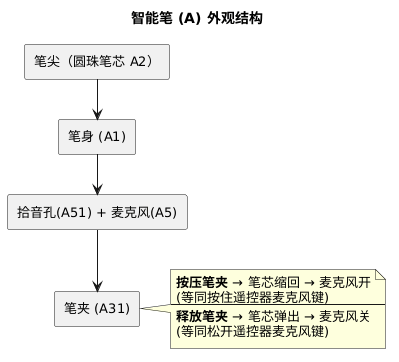 智能笔 (A) 外观结构
笔尖（圆珠笔芯 A2）
笔身 (A1)
拾音孔(A51) + 麦克风(A5)
笔夹 (A31)
按压笔夹 → 笔芯缩回 → 麦克风开
(等同按住遥控器麦克风键)
释放笔夹 → 笔芯弹出 → 麦克风关
(等同松开遥控器麦克风键)